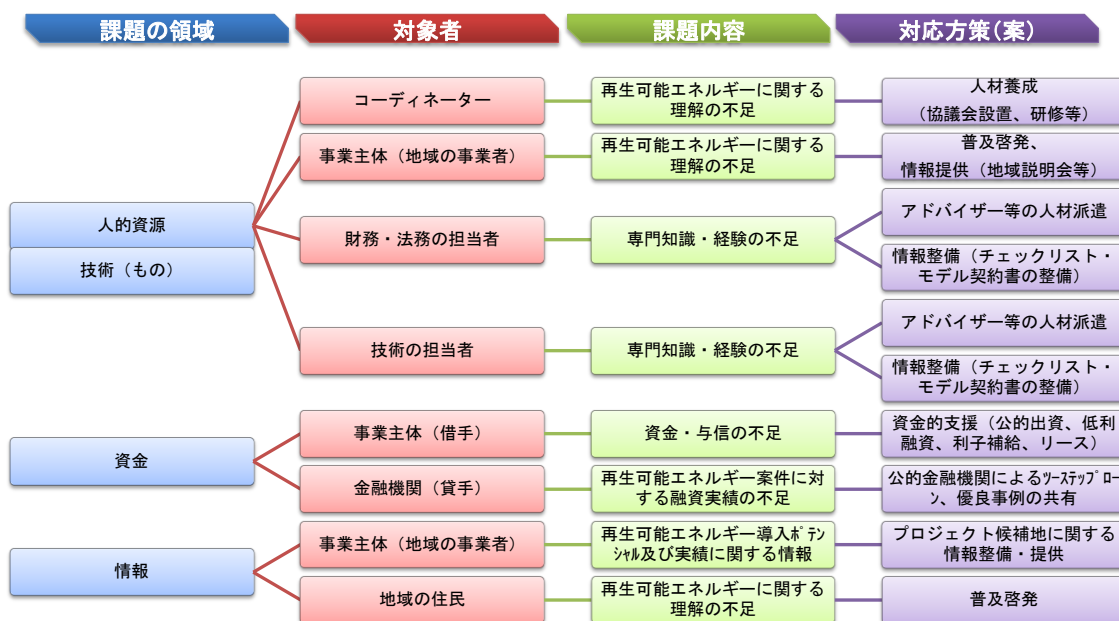 課題の領域
対象者
課題内容
対応方策(案)
人的資源
技術（もの）
コーディネーター
再生可能エネルギーに関する
理解の不足
人材養成
（協議会設置、研修等）
事業主体（地域の事業者）
再生可能エネルギーに関する
理解の不足
普及啓発、
情報提供（地域説明会等）
財務・法務の担当者
専門知識・経験の不足
アドバイザー等の人材派遣
情報整備（チェックリスト・
モデル契約書の整備）
技術の担当者
専門知識・経験の不足
アドバイザー等の人材派遣
情報整備（チェックリスト・
モデル契約書の整備）
資金
事業主体（借手）
資金・与信の不足
資金的支援（公的出資、低利
融資、利子補給、リース）
金融機関（貸手）
再生可能エネルギー案件に対
する融資実績の不足
公的金融機関によるﾂｰｽﾃｯﾌﾟﾛｰ
ﾝ、優良事例の共有
情報
事業主体（地域の事業者）
再生可能エネルギー導入ﾎﾟﾃﾝ
ｼｬﾙ及び実績に関する情報
プロジェクト候補地に関する
情報整備・提供
地域の住民
再生可能エネルギーに関する
理解の不足
普及啓発